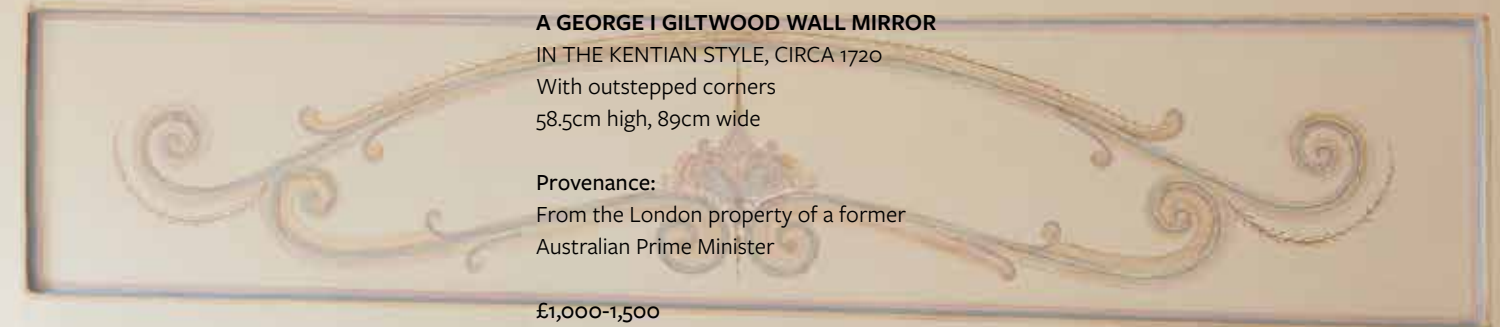 A GEORGE I GILTWOOD WALL MIRROR
IN THE KENTIAN STYLE, CIRCA 1720
With outstepped corners
58.5cm high, 89cm wide
Provenance:
From the London property of a former
Australian Prime Minister
£1,000-1,500